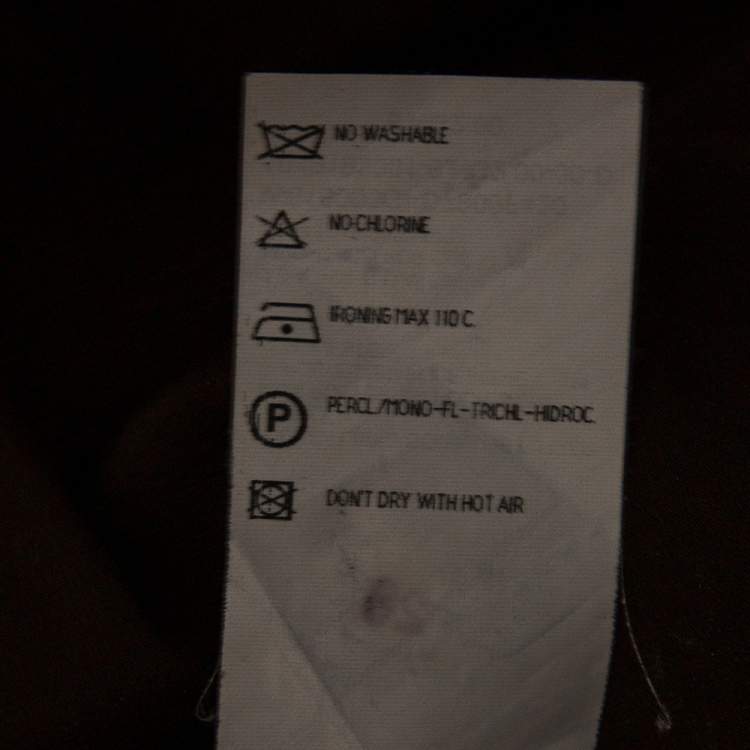 NO WASHABLE
NO CHLORINE
IRONING MAX 110 C.
P
PERCL/MONO-FL-TRICHL-HIDROC.
DON'T DRY WITH HOT AIR